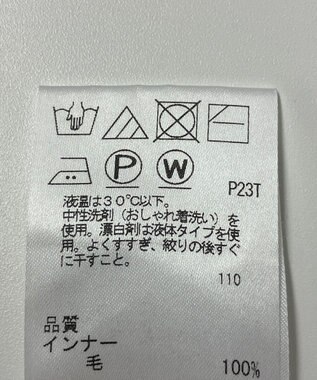 P W
P23T
液温は30℃以下。
中性洗剤（おしゃれ着洗い）を
使用。漂白剤は液体タイプを使
用。よくすすぎ、絞りの後すぐ
に干すこと。
110
品質
インナー
毛 100%